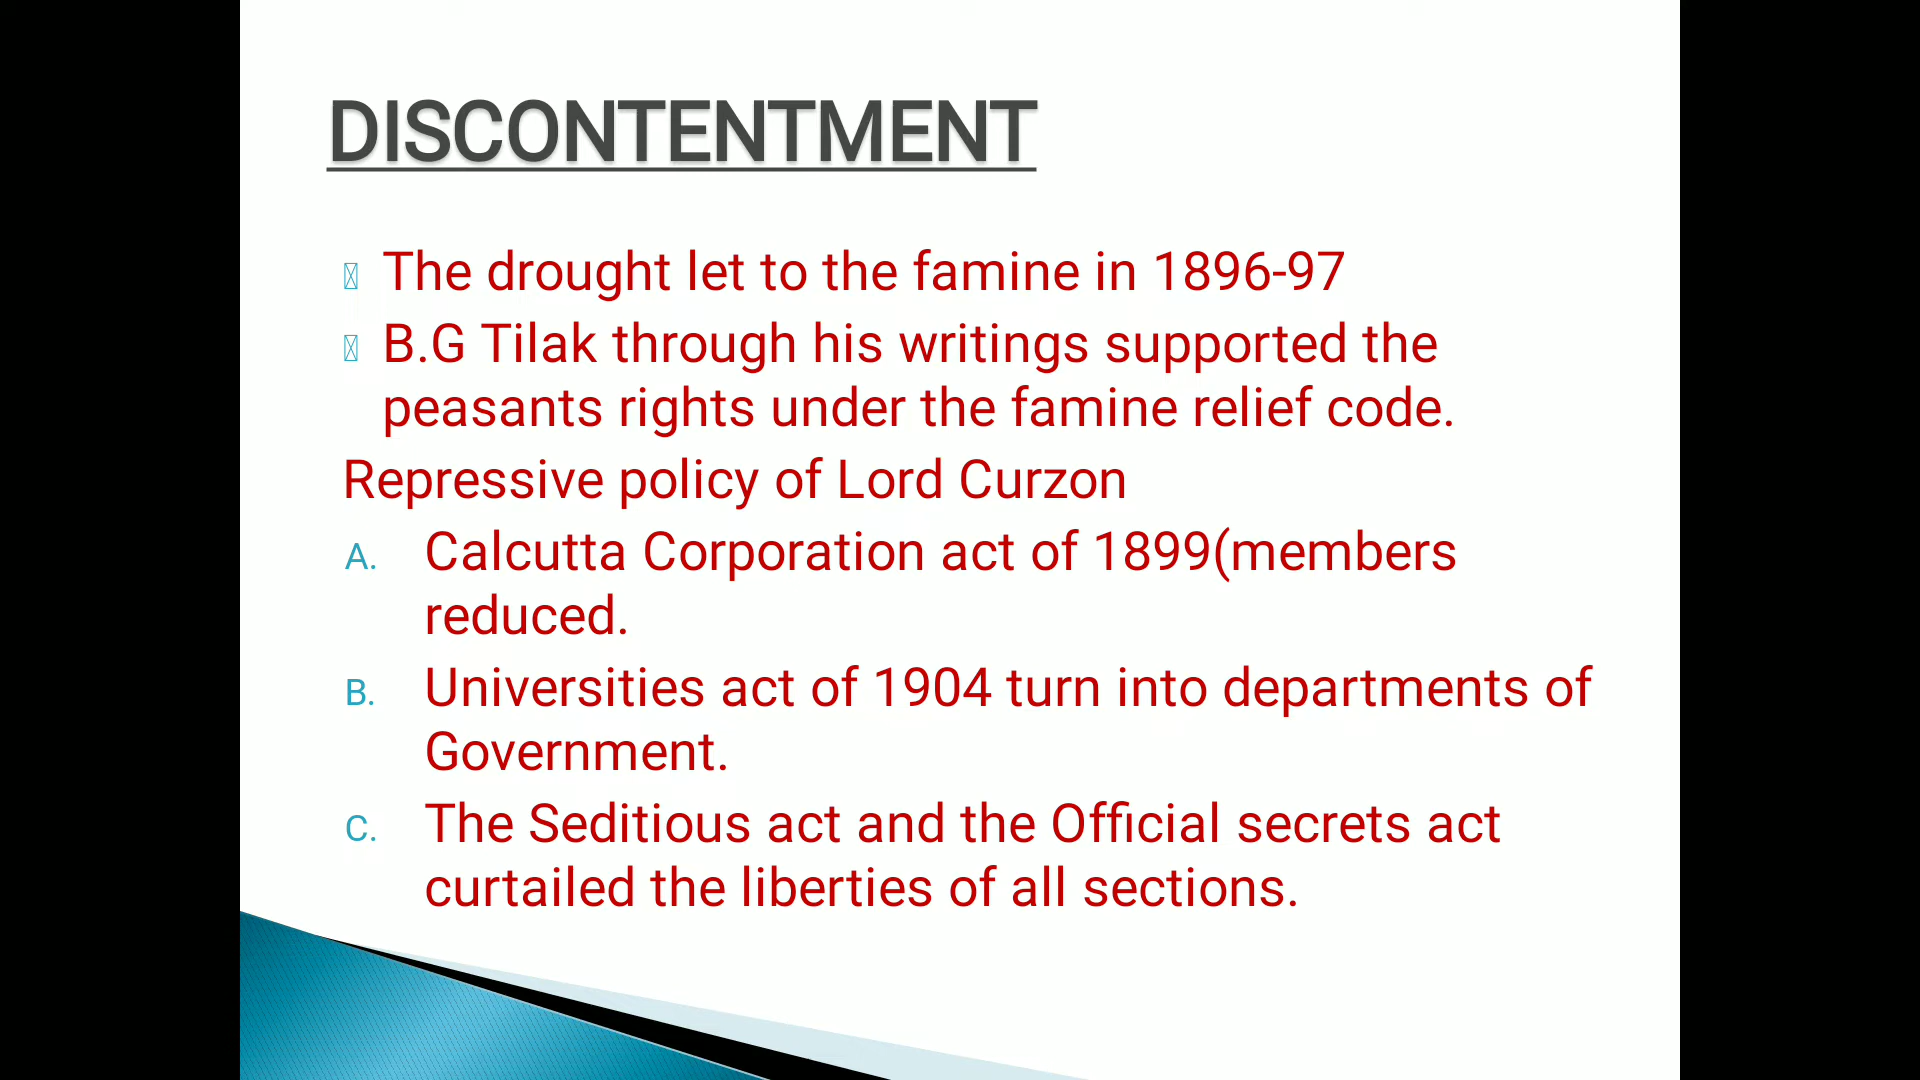 DISCONTENTMENT
The drought let to the famine in 1896-97
B.G Tilak through his writings supported the
peasants rights under the famine relief code.
Repressive policy of Lord Curzon
A. Calcutta Corporation act of 1899(members
reduced.
B. Universities act of 1904 turn into departments of
Government.
C. The Seditious act and the Official secrets act
curtailed the liberties of all sections.